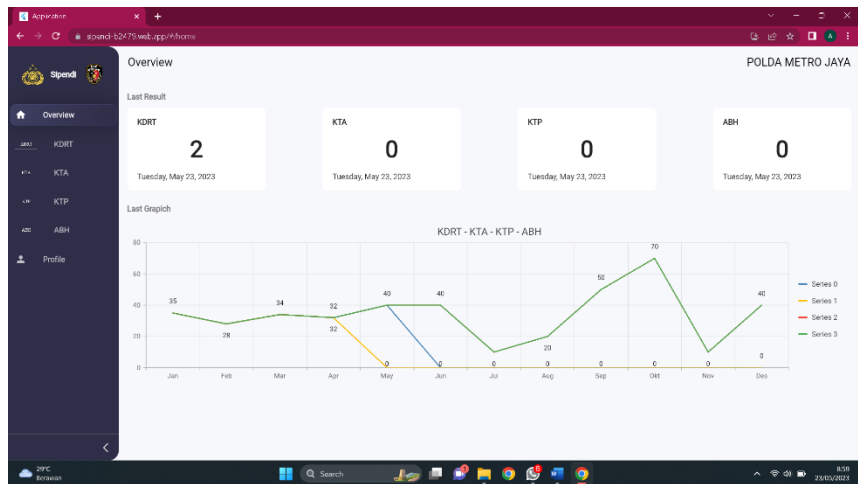 Application
sipendi-b2479.web.app/#/home
A
Sipendi
Overview
KDRT
KTA
KTP
ABH
Profile
Overview
POLDA METRO JAYA
Last Result
KDRT
2
Tuesday, May 23, 2023
KTA
0
Tuesday, May 23, 2023
KTP
0
Tuesday, May 23, 2023
ABH
0
Tuesday, May 23, 2023
Last Grapich
KDRT - KTA - KTP - ABH
80
60
40
20
0
35
28
34
32
32
40
0
40
0
0
20
0
50
0
70
0
0
40
0
Jan Feb Mar Apr May Jun Jul Aug Sep Okt Nov Des
Series 0
Series 1
Series 2
Series 3
29°C
Berawan
Search
8:59
23/05/2023